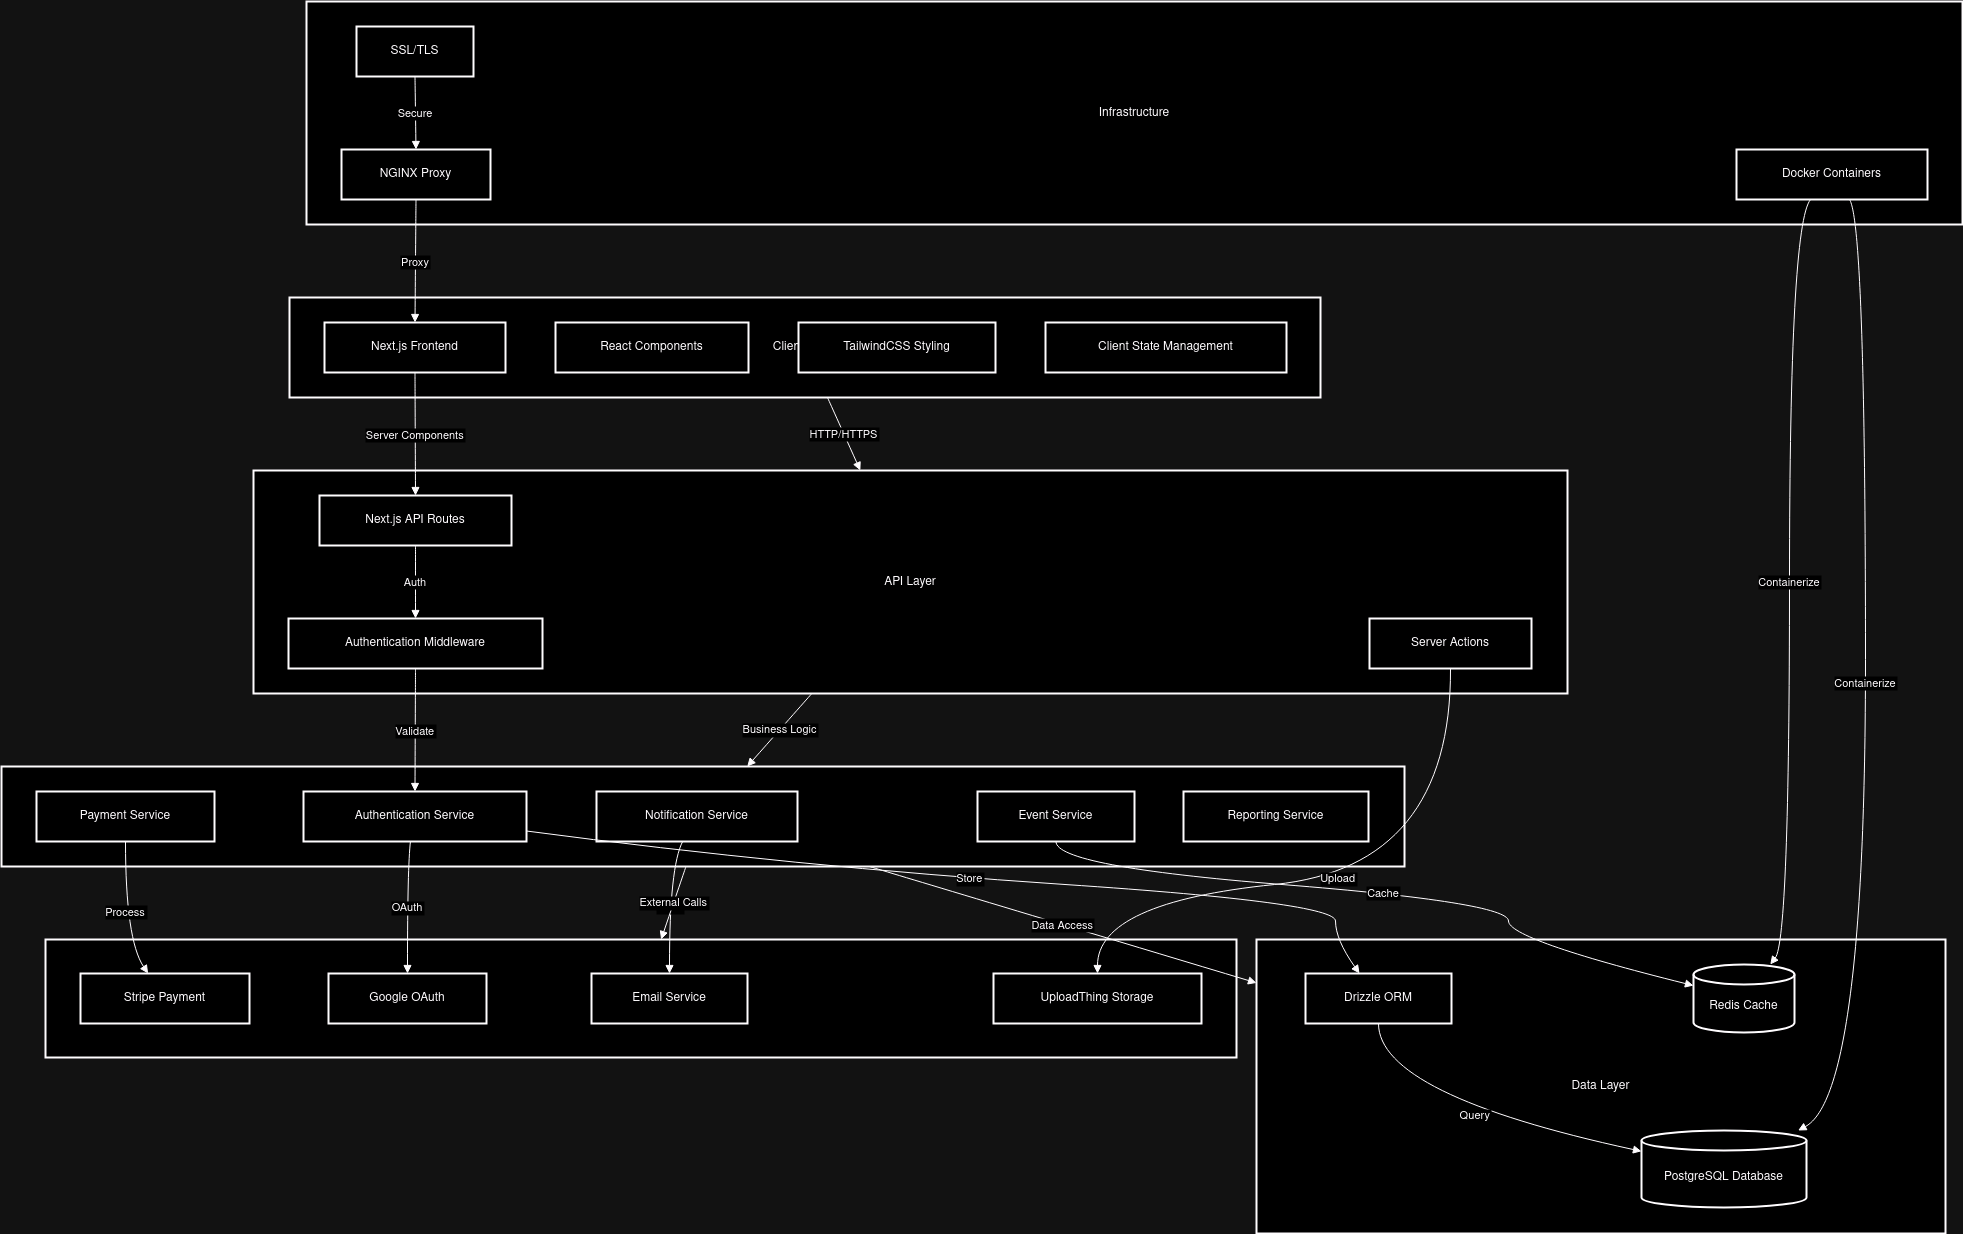 SSL/TLS
Secure
Infrastructure
NGINX Proxy
Docker Containers
Proxy
Next.js Frontend
React Components
Clien
TailwindCSS Styling
Client State Management
Server Components
HTTP/HTTPS
Next.js API Routes
Auth
API Layer
Containerize
Authentication Middleware
Server Actions
Containerize
Validate
Business Logic
Payment Service
Authentication Service
Notification Service
Event Service
Reporting Service
Store
Upload
Cache
Process
OAuth
External Calls
Data Access
Stripe Payment
Google OAuth
Email Service
UploadThing Storage
Drizzle ORM
Redis Cache
Data Layer
Query
PostgreSQL Database